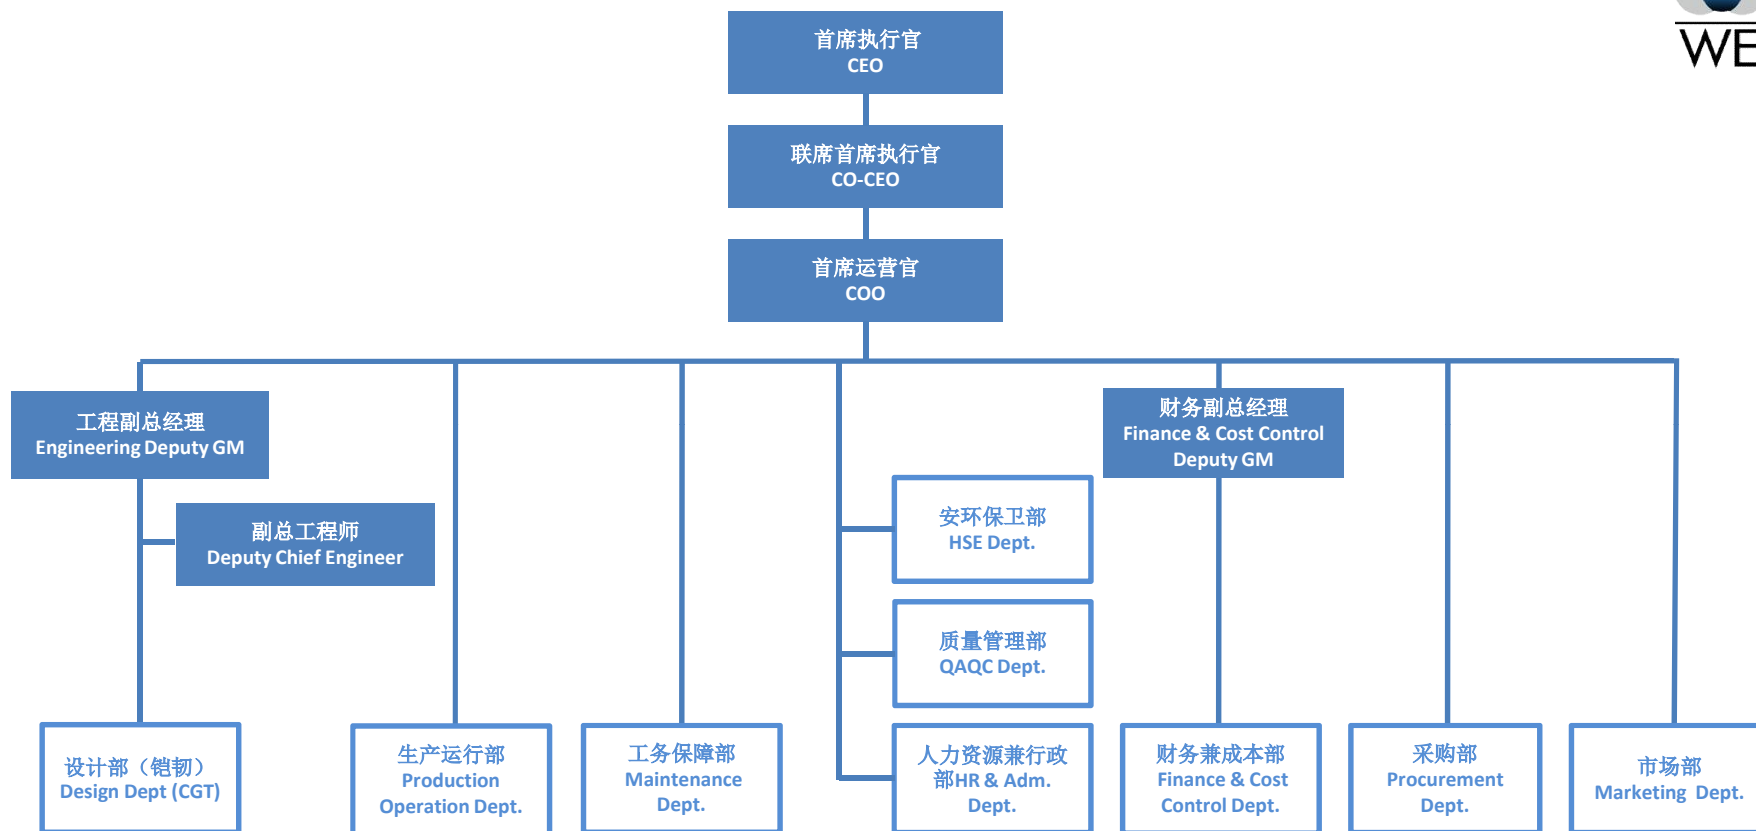 首席执行官
CEO
WE
联席首席执行官
CO-CEO
首席运营官
COO
工程副总经理
Engineering Deputy GM
财务副总经理
Finance & Cost Control
Deputy GM
副总工程师
Deputy Chief Engineer
安环保卫部
HSE Dept.
质量管理部
QAQC Dept.
设计部（铠韧）
Design Dept (CGT)
生产运行部
Production
Operation Dept.
工务保障部
Maintenance
Dept.
人力资源兼行政
部HR & Adm.
Dept.
财务兼成本部
Finance & Cost
Control Dept.
采购部
Procurement
Dept.
市场部
Marketing Dept.